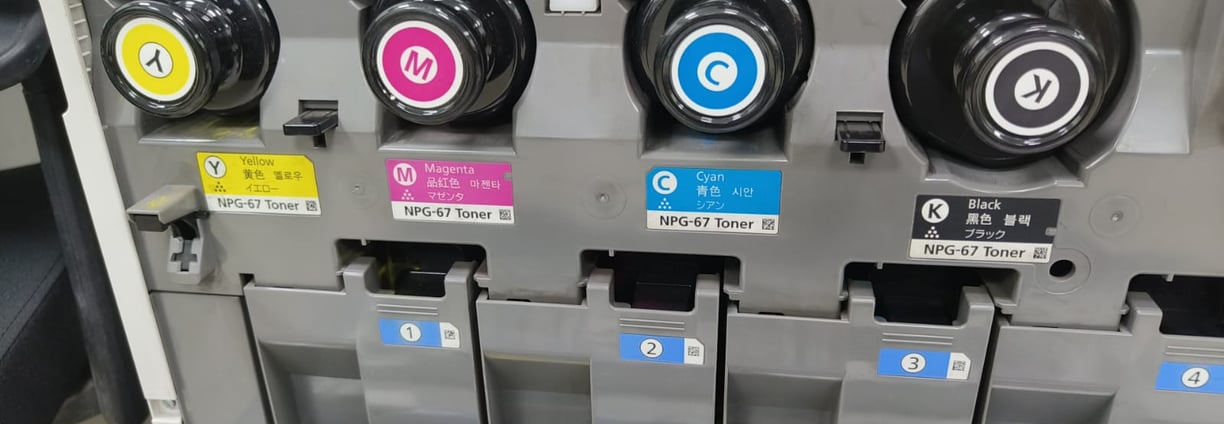 Y
M
C
K
Y Yellow
黄色 옐로우
イエロー
NPG-67 Toner
M Magenta
品紅色 마젠타
マゼンタ
NPG-67 Toner
C Cyan
青色 시안
シアン
NPG-67 Toner
K Black
黑色 블랙
ブラック
NPG-67 Toner
1
2
3
4